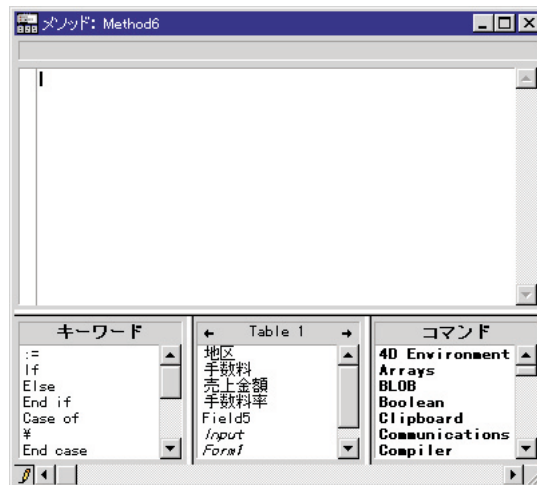 メソッド: Method6
キーワード
:=
If
Else
End if
Case of
¥
End case
← Table 1 →
地区
手数料
売上金額
手数料率
Field5
Input
Form1
コマンド
4D Environment
Arrays
BLOB
Boolean
Clipboard
Communications
Compiler